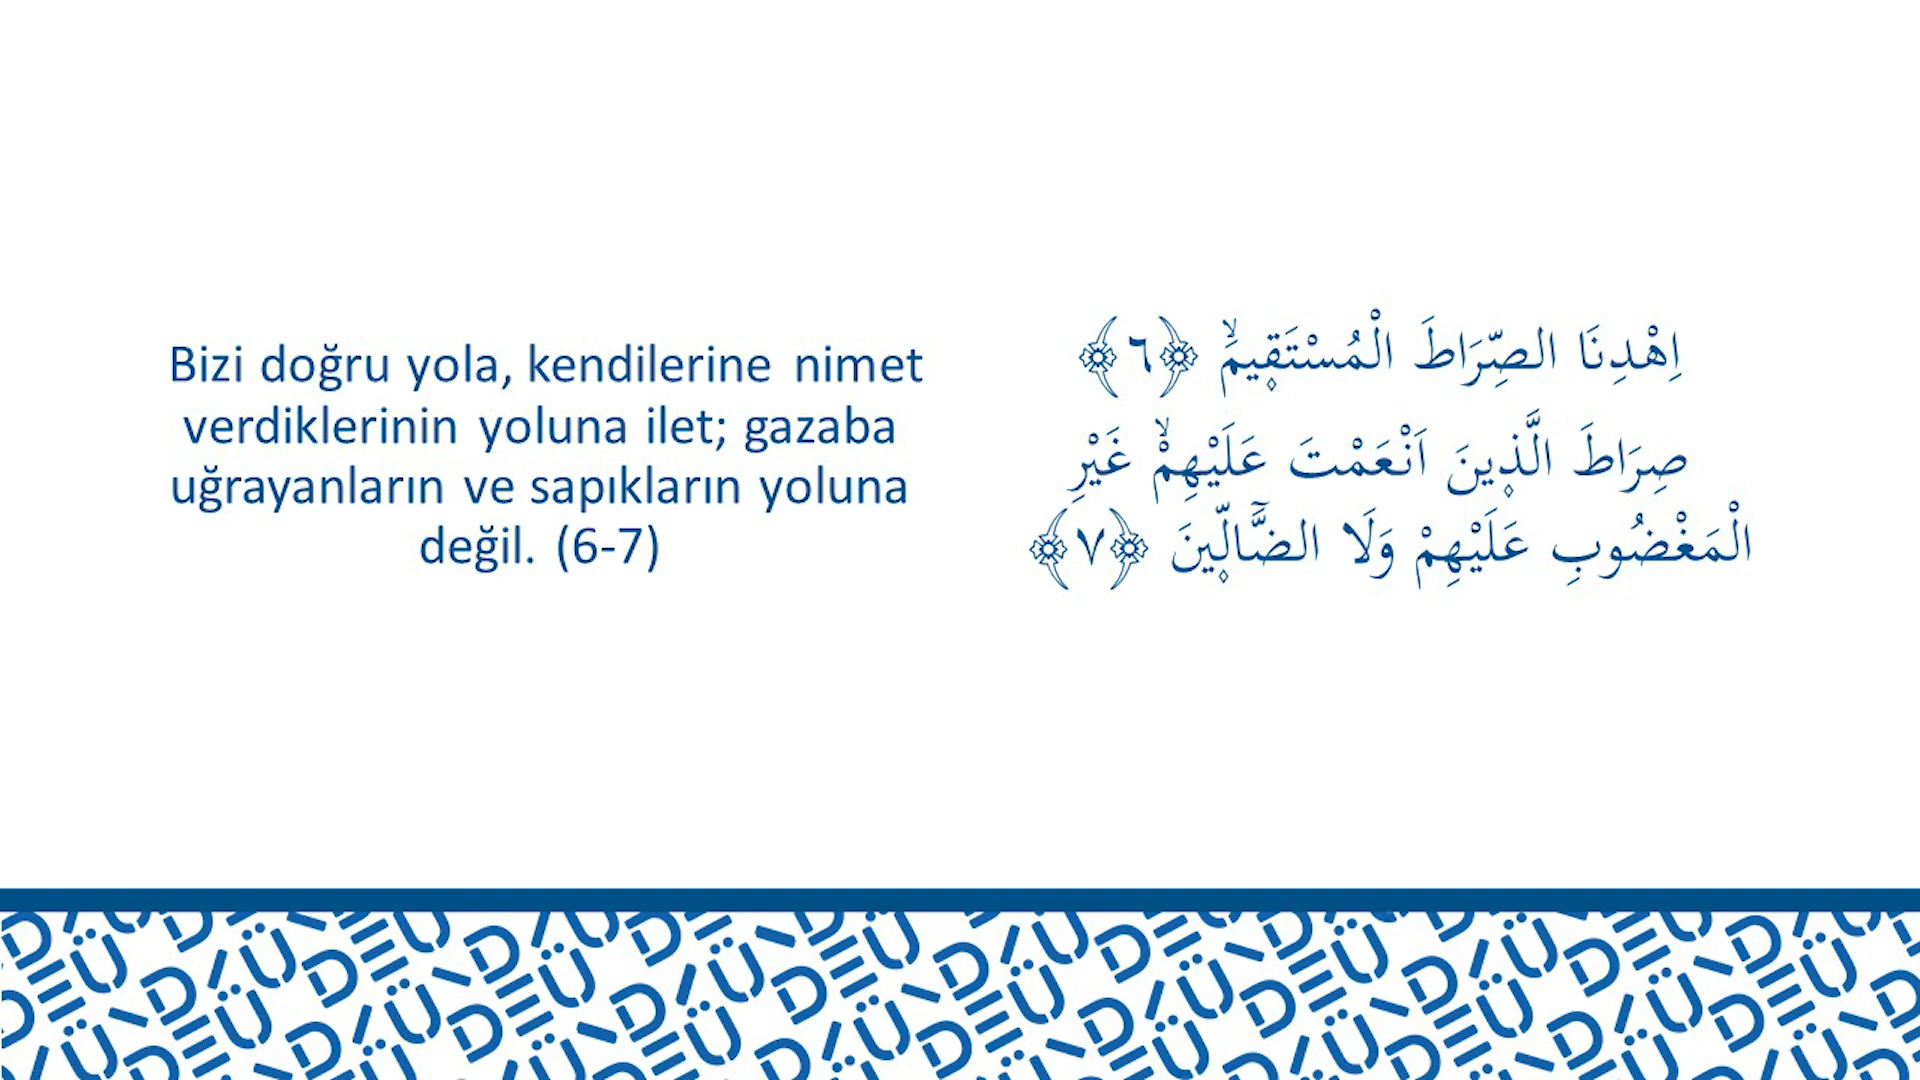 Bizi doğru yola, kendilerine nimet
verdiklerinin yoluna ilet; gazaba
uğrayanların ve sapıkların yoluna
değil. (6-7)
اِهْدِنَا الصِّرَاطَ الْمُسْتَقٖيمَۙ ﴿٦﴾
صِرَاطَ الَّذٖينَ اَنْعَمْتَ عَلَيْهِمْۙ غَيْرِ
الْمَغْضُوبِ عَلَيْهِمْ وَلَا الضَّٓالّٖينَ ﴿٧﴾